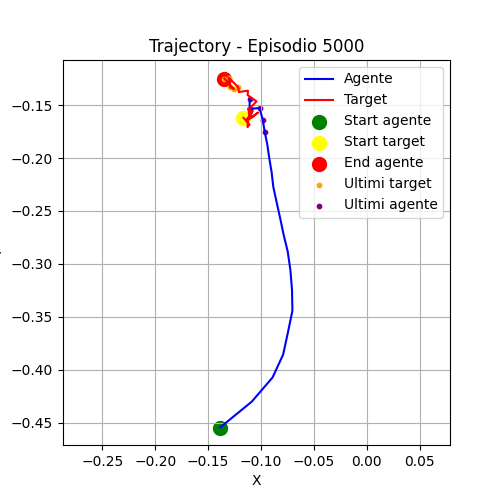 Trajectory - Episodio 5000
Agente
Target
Start agente
Start target
End agente
Ultimi target
Ultimi agente
−0.15
−0.20
−0.25
−0.30
−0.35
−0.40
−0.45
−0.25 −0.20 −0.15 −0.10 −0.05 0.00 0.05
X